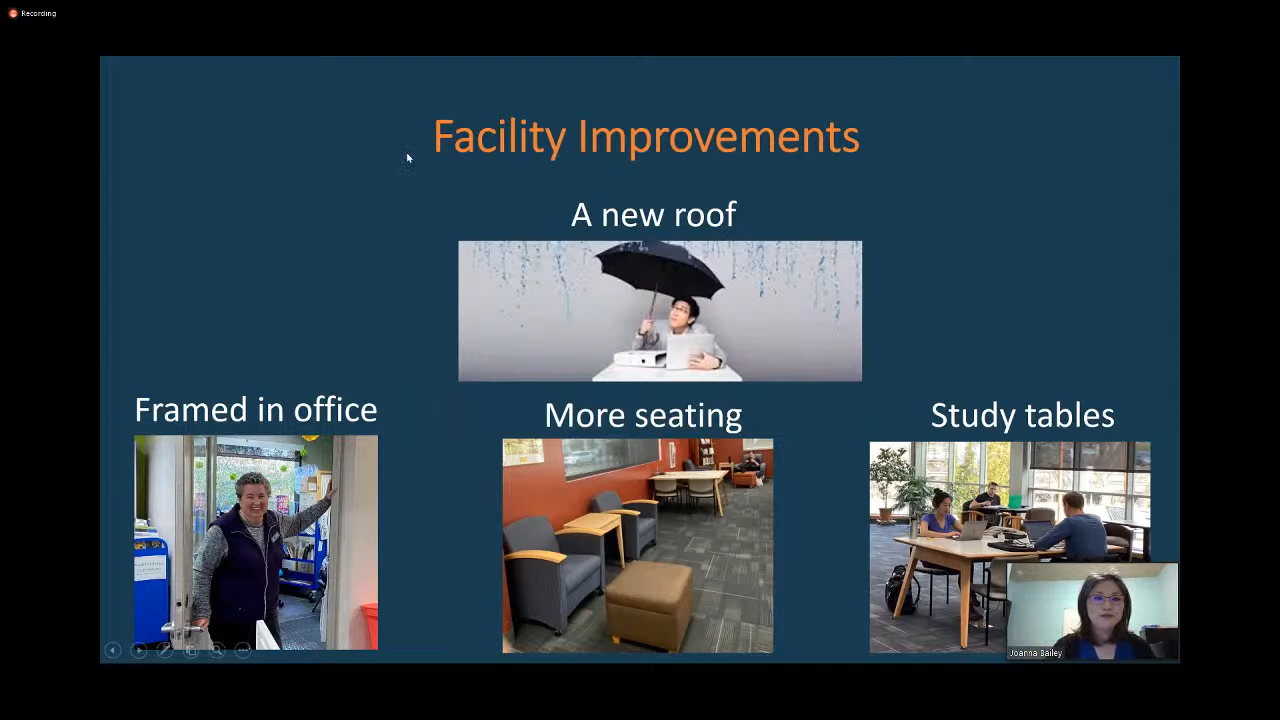 Recording
Facility Improvements
A new roof
Framed in office
More seating
Study tables
Joanna Bailey